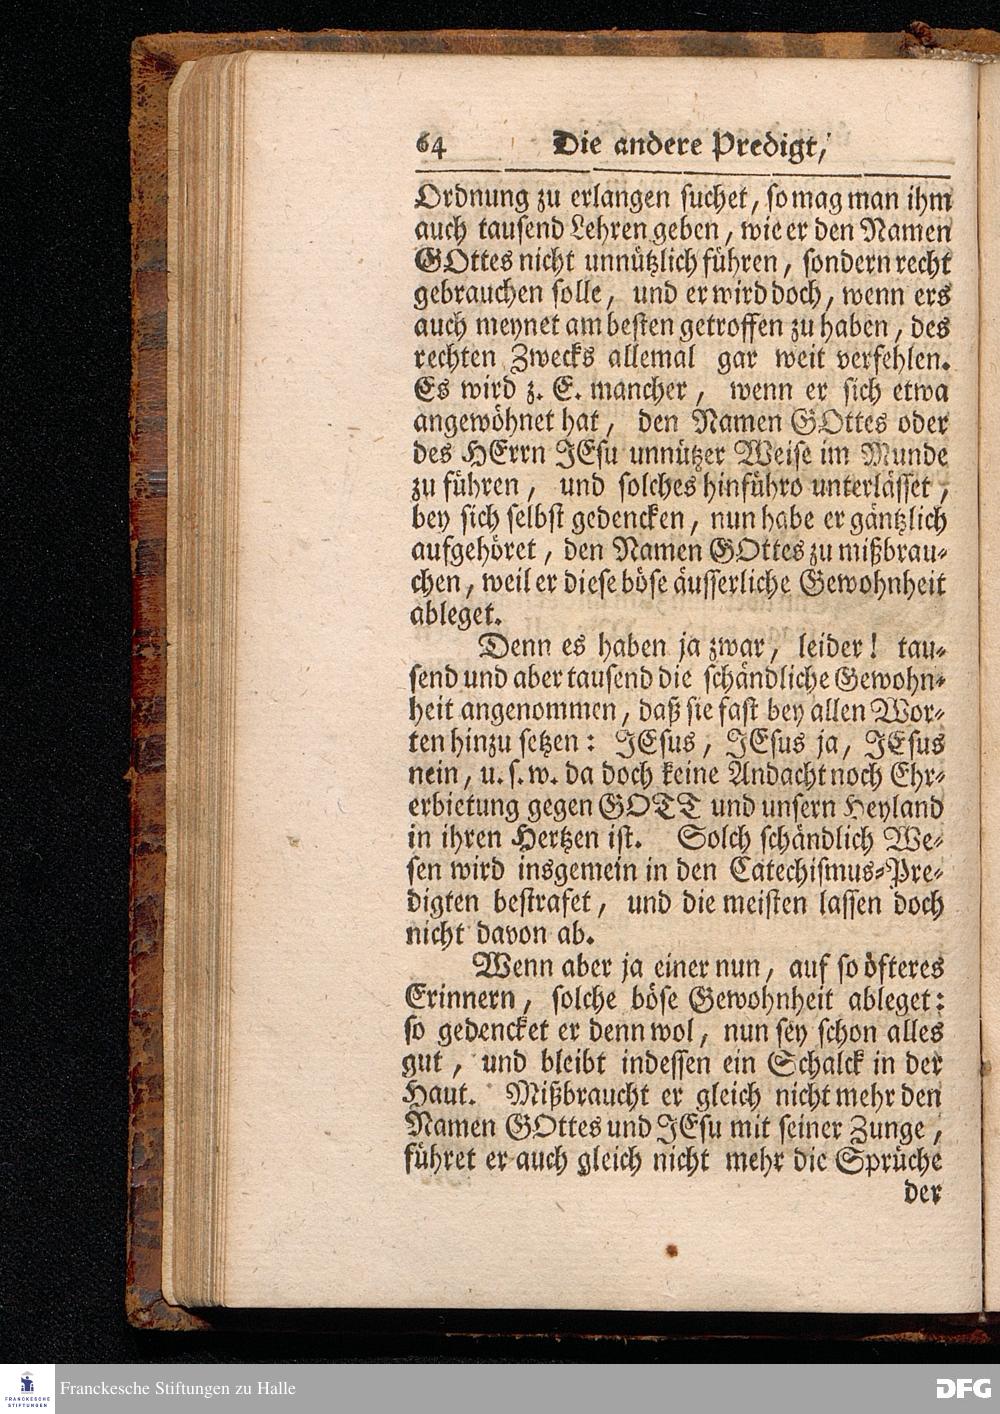 64 Die andere Predigt,
Ordnung zu erlangen suchet, so mag man ihm
auch tausend Lehren geben, wie er den Namen
GOttes nicht unnützlich führen, sondern recht
gebrauchen solle, und er wird doch, wenn ers
auch meynet am besten getroffen zu haben, des
rechten Zwecks allemal gar weit verfehlen.
Es wird z. E. mancher, wenn er sich etwa
angewöhnet hat, den Namen GOttes oder
des HErrn JEsu unnützer Weise im Munde
zu führen, und solches hinführo unterlässet,
bey sich selbst gedencken, nun habe er gäntzlich
aufgehöret, den Namen GOttes zu mißbrau-
chen, weil er diese böse äusserliche Gewohnheit
ableget.
Denn es haben ja zwar, leider! tau-
send und aber tausend die schändliche Gewohn-
heit angenommen, daß sie fast bey allen Wor-
ten hinzu setzen: JEsus, JEsus ja, JEsus
nein, u. s. w. da doch keine Andacht noch Ehr-
erbietung gegen GOTT und unsern Heyland
in ihren Hertzen ist. Solch schändlich We-
sen wird insgemein in den Catechismus-Pre-
digten bestrafet, und die meisten lassen doch
nicht davon ab.
Wenn aber ja einer nun, auf so öfteres
Erinnern, solche böse Gewohnheit ableget:
so gedencket er denn wol, nun sey schon alles
gut, und bleibt indessen ein Schalck in der
Haut. Mißbraucht er gleich nicht mehr den
Namen GOttes und JEsu mit seiner Zunge,
führet er auch gleich nicht mehr die Sprüche
der
FRANCKESCHE
STIFTUNGEN
Franckesche Stiftungen zu Halle
DFG